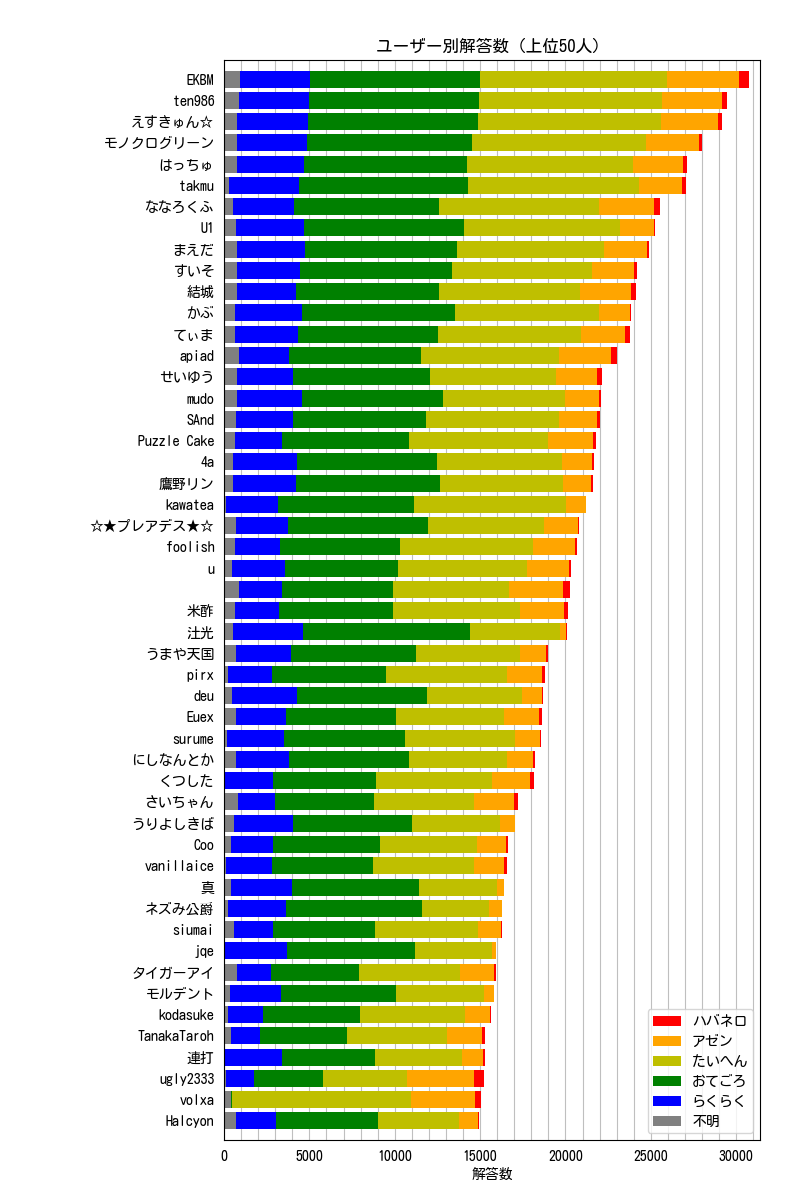 ユーザー別解答数（上位50人）
EKBM
ten986
えすきゅん☆
モノクログリーン
はっちゅ
takmu
ななろくふ
U1
まえだ
すいそ
結城
かぶ
てぃま
apiad
せいゆう
mudo
SAnd
Puzzle Cake
4a
鷹野リン
kawatea
☆★プレアデス★☆
foolish
u
米酢
辻光
うまや天国
pirx
deu
Euex
surume
にしなんとか
くつした
さいちゃん
うりよしきば
Coo
vanillaice
真
ネズみ公爵
siumai
jqe
タイガーアイ
モルデント
kodasuke
TanakaTaroh
連打
ugly2333
volxa
Halcyon
ハバネロ
アゼン
たいへん
おてごろ
らくらく
不明
0 5000 10000 15000 20000 25000 30000
解答数